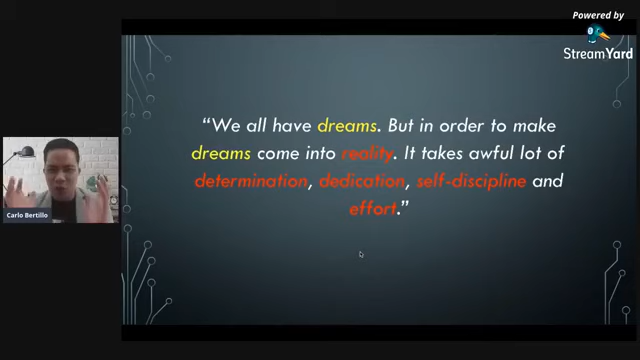 Powered by
StreamYard
“We all have dreams. But in order to make
dreams come into reality. It takes awful lot of
determination, dedication, self-discipline and
effort.”
Carlo Bertillo